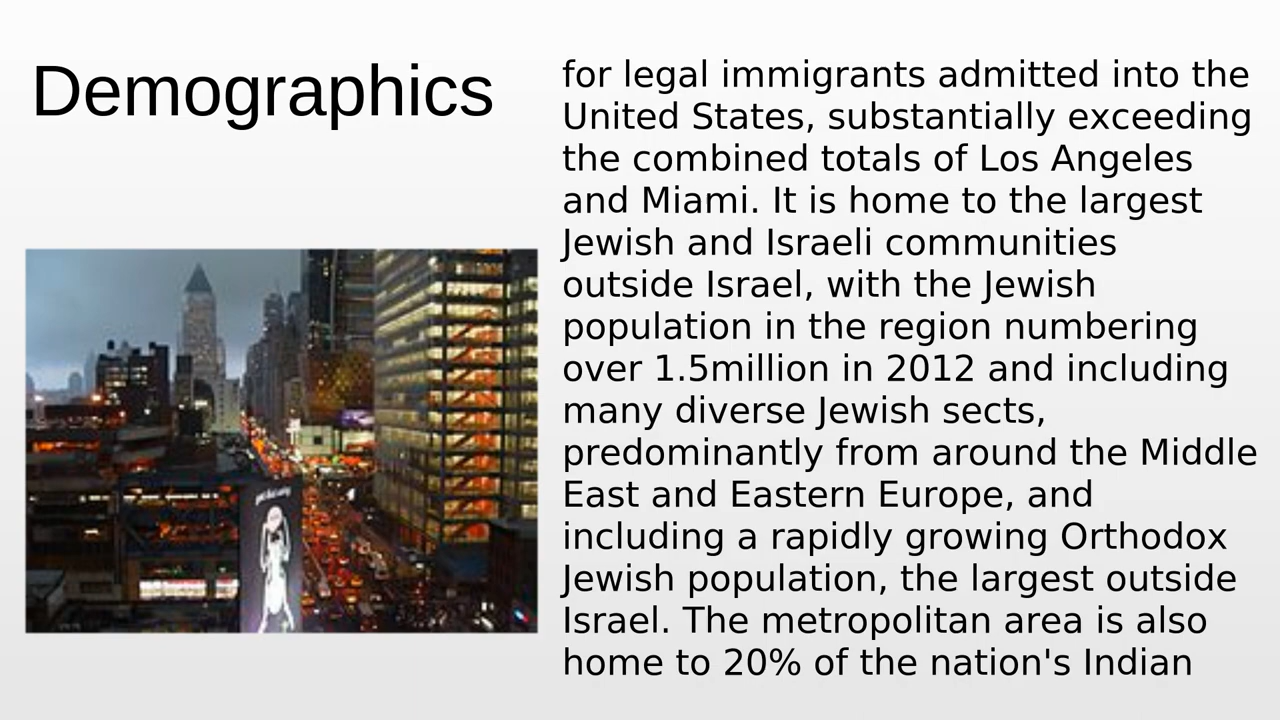 Demographics
for legal immigrants admitted into the
United States, substantially exceeding
the combined totals of Los Angeles
and Miami. It is home to the largest
Jewish and Israeli communities
outside Israel, with the Jewish
population in the region numbering
over 1.5million in 2012 and including
many diverse Jewish sects,
predominantly from around the Middle
East and Eastern Europe, and
including a rapidly growing Orthodox
Jewish population, the largest outside
Israel. The metropolitan area is also
home to 20% of the nation's Indian